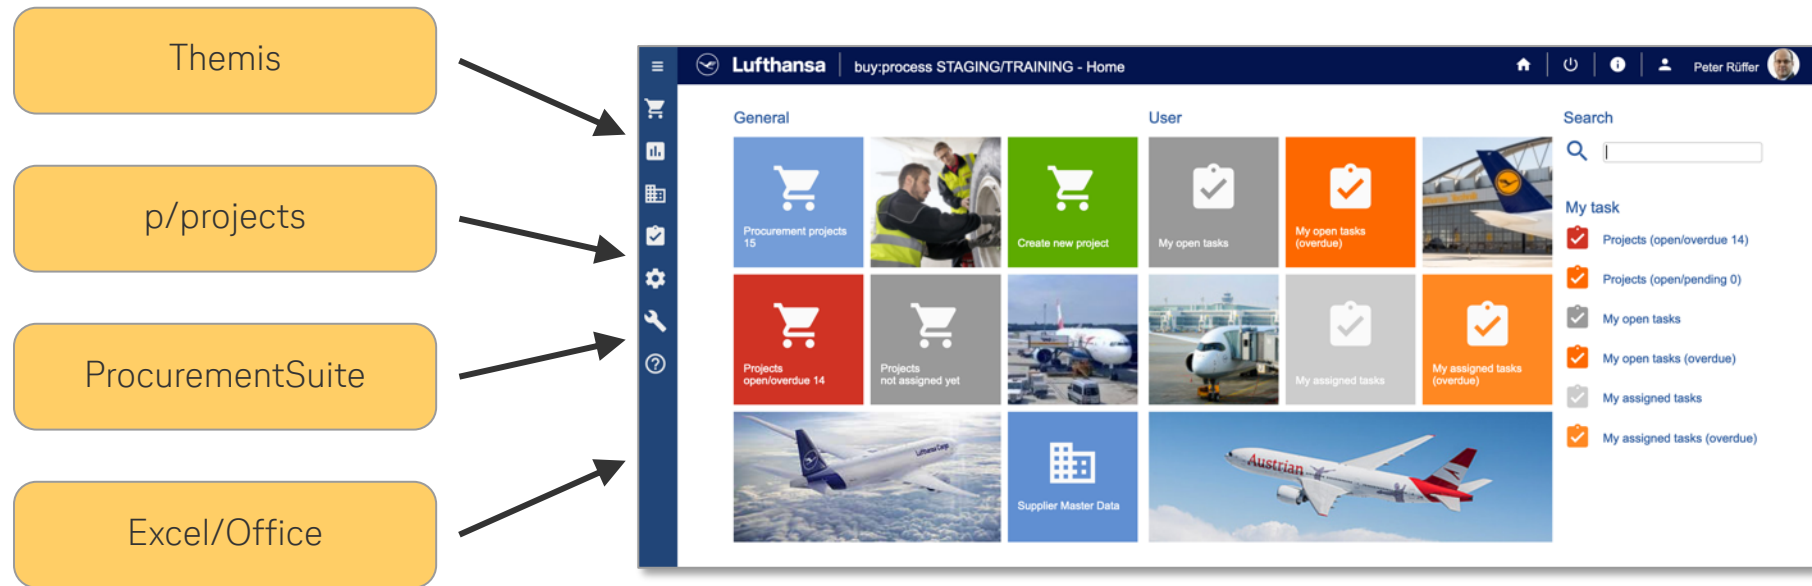 Themis
p/projects
ProcurementSuite
Excel/Office
Lufthansa
buy:process STAGING/TRAINING - Home
Peter Rüffer
General
Procurement projects
15
Create new project
Projects
open/overdue 14
Projects
not assigned yet
Lufthansa Cargo
Supplier Master Data
User
My open tasks
My open tasks
(overdue)
My assigned tasks
My assigned tasks
(overdue)
Austrian
Search
My task
Projects (open/overdue 14)
Projects (open/pending 0)
My open tasks
My open tasks (overdue)
My assigned tasks
My assigned tasks (overdue)